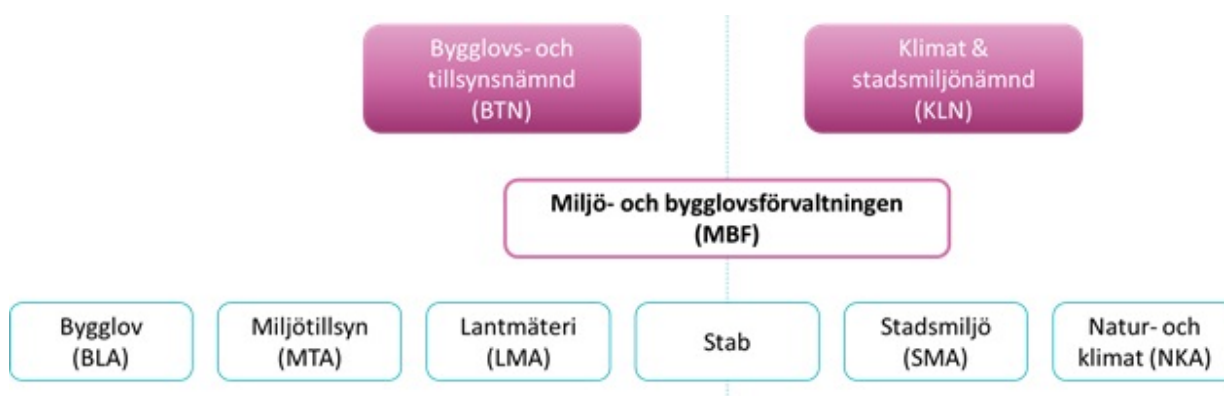 Bygglovs- och
tillsynsnämnd
(BTN)
Klimat &
stadsmiljönämnd
(KLN)
Miljö- och bygglovsförvaltningen
(MBF)
Bygglov
(BLA)
Miljötillsyn
(MTA)
Lantmäteri
(LMA)
Stab
Stadsmiljö
(SMA)
Natur- och
klimat (NKA)